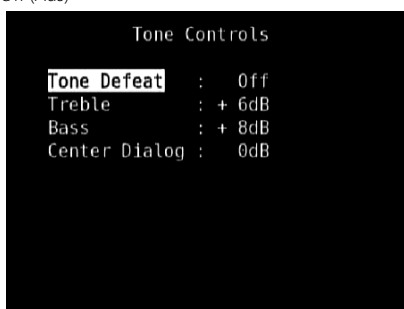 Tone Controls
Tone Defeat : Off
Treble : + 6dB
Bass : + 8dB
Center Dialog : 0dB